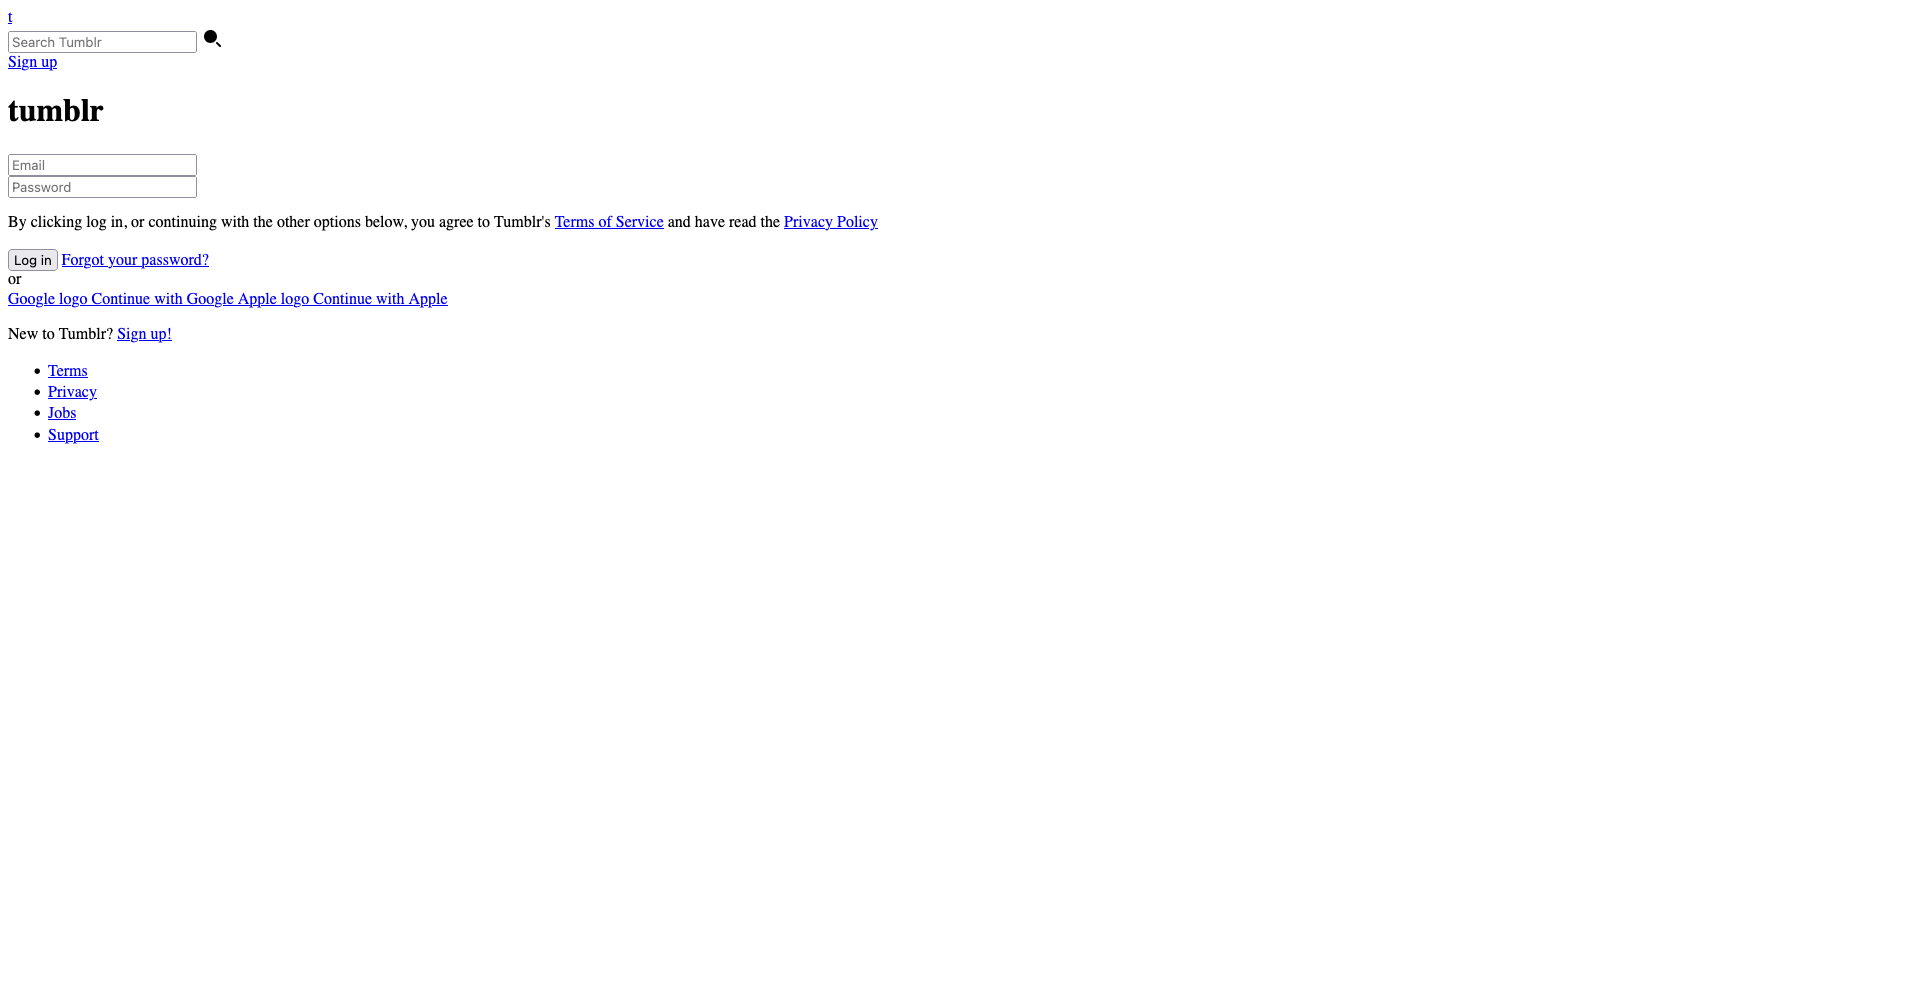 t
Search Tumblr
Sign up
tumblr
Email
Password
By clicking log in, or continuing with the other options below, you agree to Tumblr's Terms of Service and have read the Privacy Policy
Log in Forgot your password?
or
Google logo Continue with Google Apple logo Continue with Apple
New to Tumblr? Sign up!
Terms
Privacy
Jobs
Support